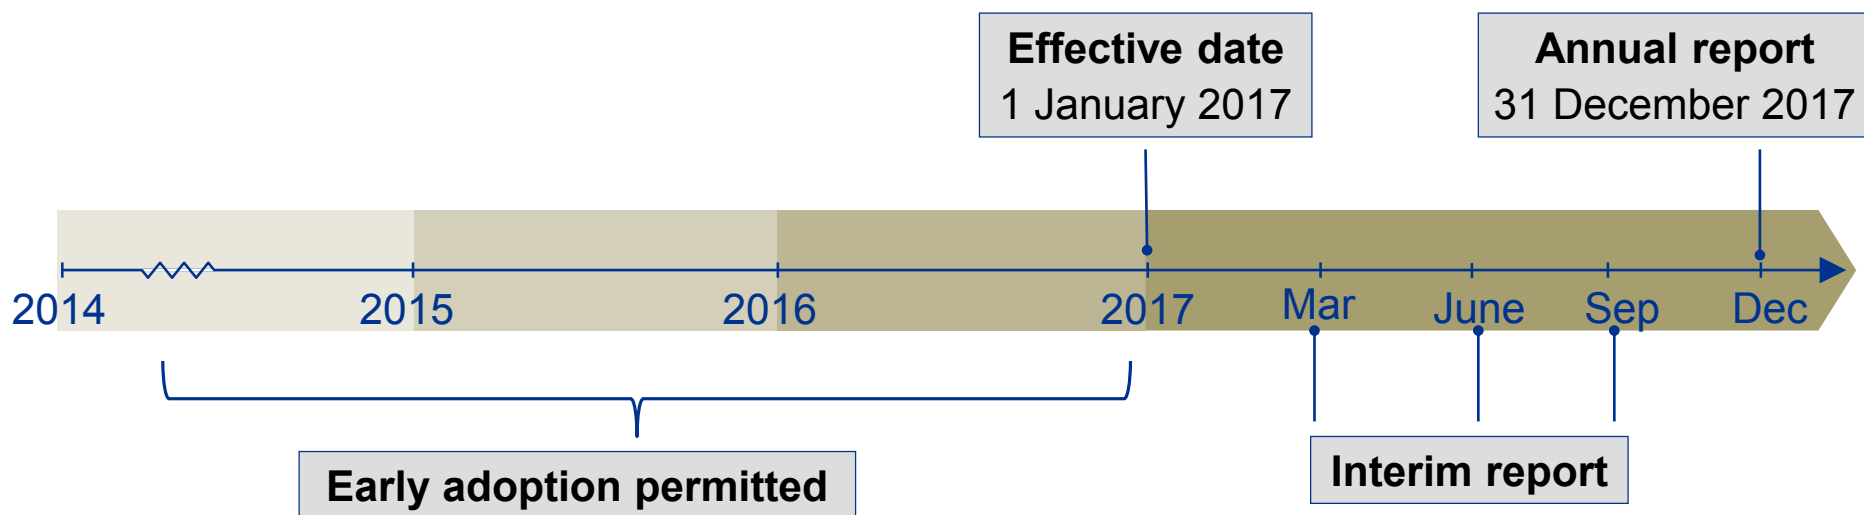 Effective date
1 January 2017
Annual report
31 December 2017
2014
2015
2016
2017
Mar
June
Sep
Dec
Early adoption permitted
Interim report